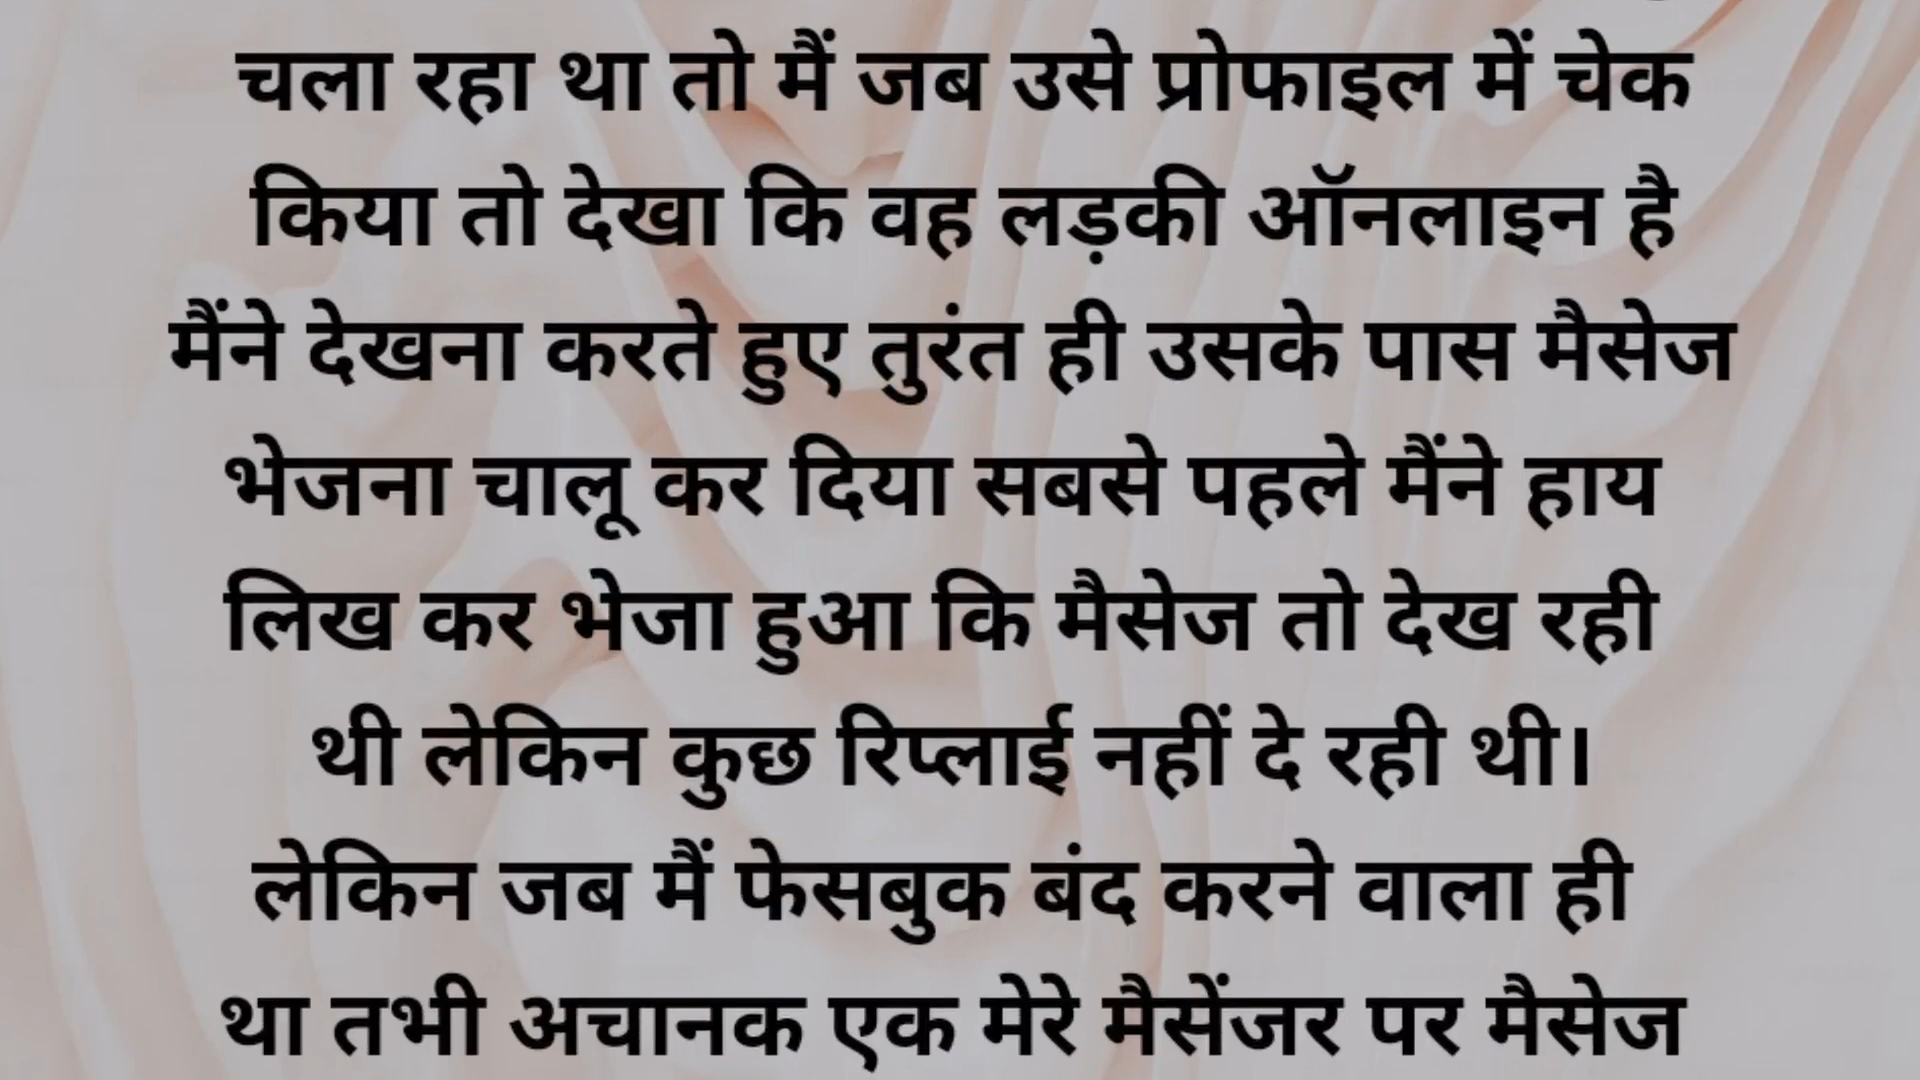 चला रहा था तो मैं जब उसे प्रोफाइल में चेक
किया तो देखा कि वह लड़की ऑनलाइन है
मैंने देखना करते हुए तुरंत ही उसके पास मैसेज
भेजना चालू कर दिया सबसे पहले मैंने हाय
लिख कर भेजा हुआ कि मैसेज तो देख रही
थी लेकिन कुछ रिप्लाई नहीं दे रही थी।
लेकिन जब मैं फेसबुक बंद करने वाला ही
था तभी अचानक एक मेरे मैसेंजर पर मैसेज